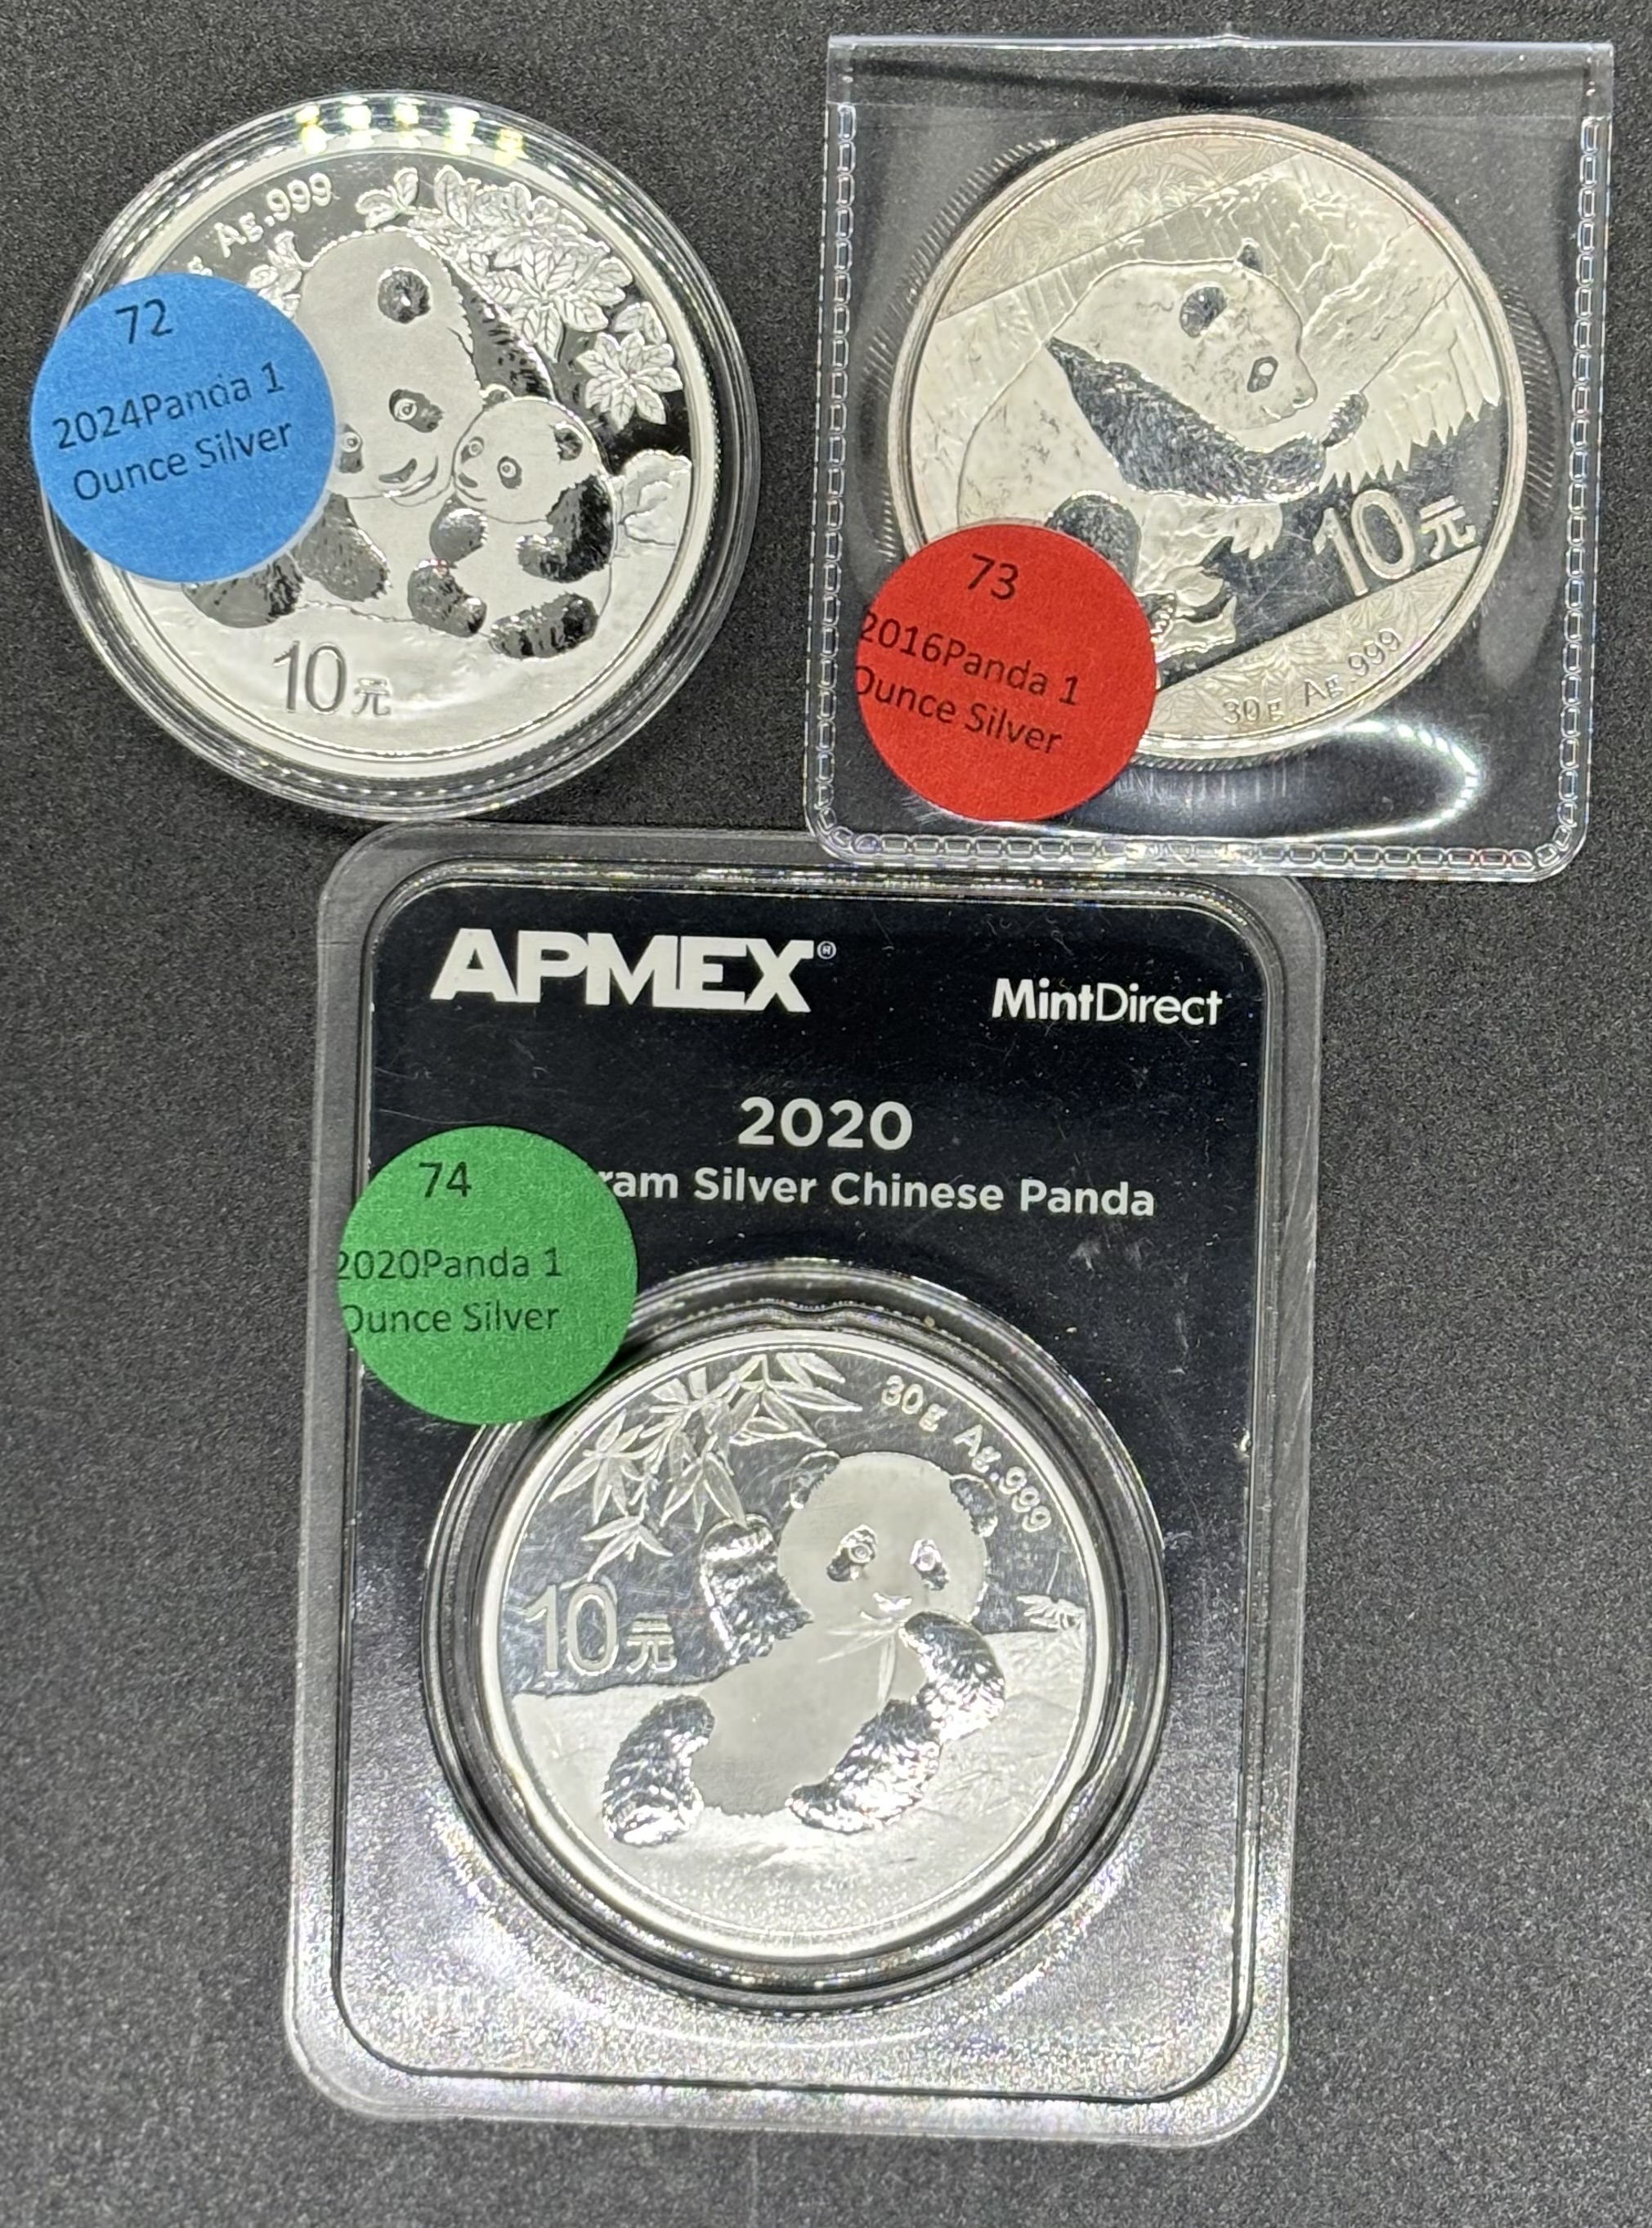 Ag.999
72
2024Panda 1
Ounce Silver
10元
73
2016Panda 1
Ounce Silver
10元
30g Ag.999
APMEX®
MintDirect
2020
ram Silver Chinese Panda
74
2020Panda 1
Ounce Silver
30g Ag.999
10元